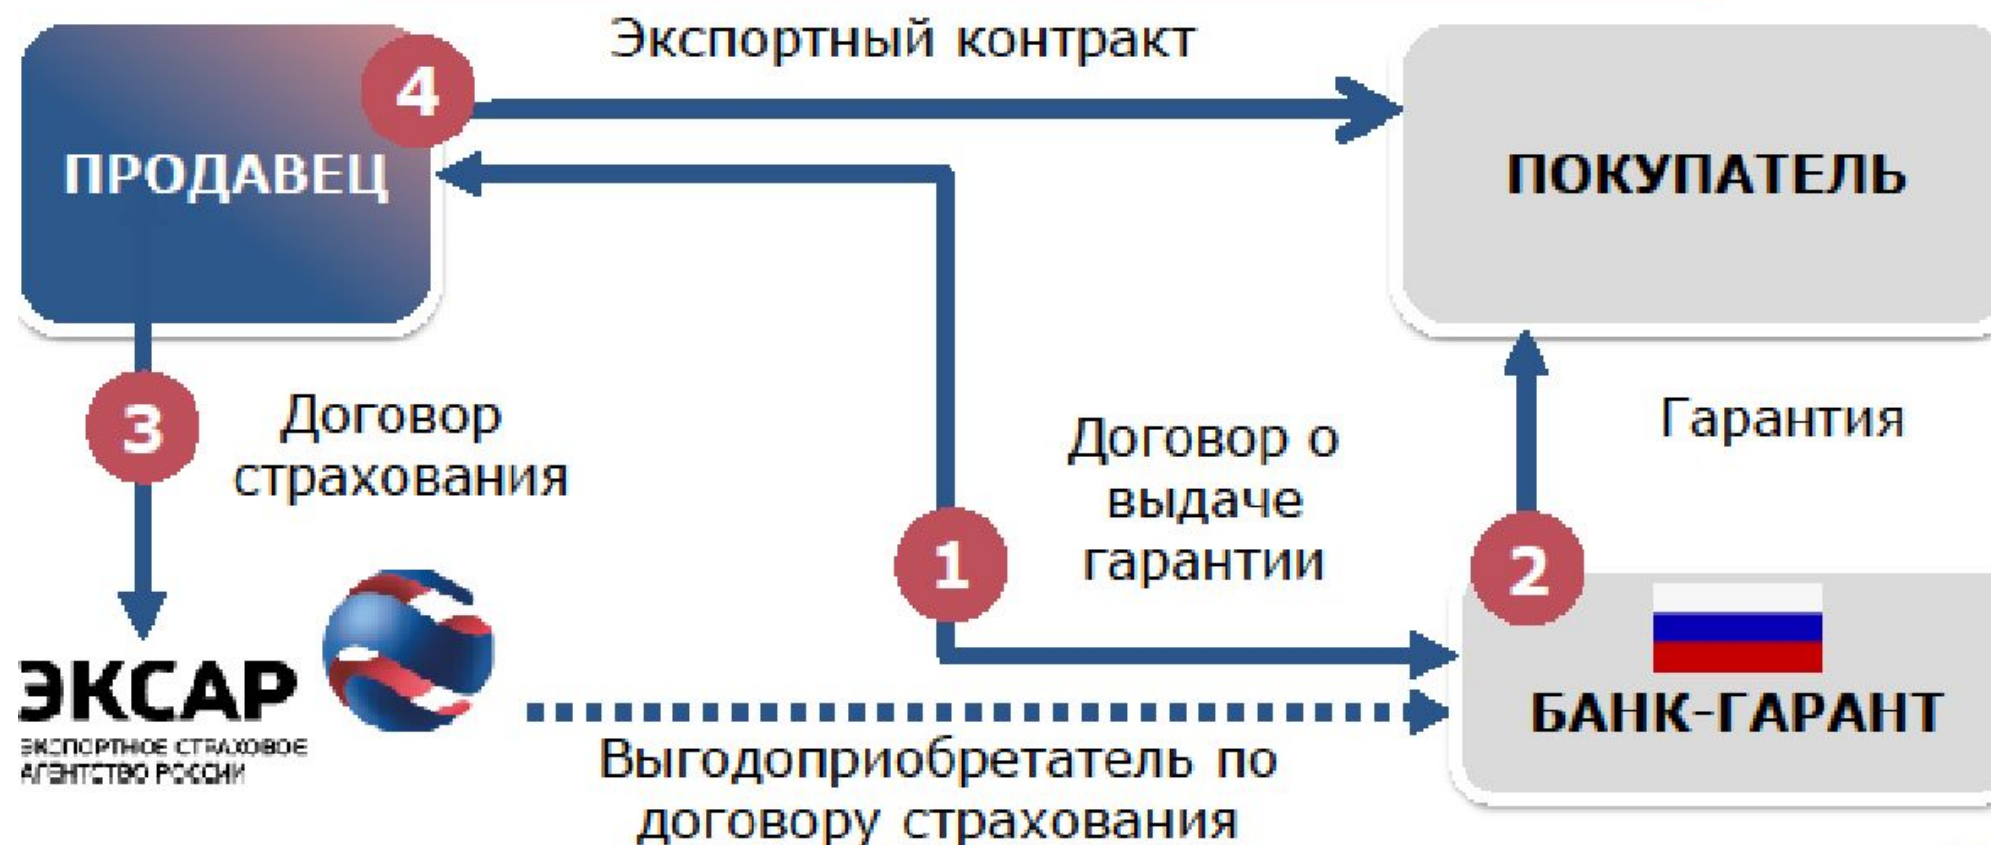 Экспортный контракт
4
ПРОДАВЕЦ
ПОКУПАТЕЛЬ
3
Договор
страхования
Договор о
выдаче
гарантии
Гарантия
1
2
ЭКСАР
ЭКСПОРТНОЕ СТРАХОВОЕ
АГЕНТСТВО РОССИИ
БАНК-ГАРАНТ
Выгодоприобретатель по
договору страхования